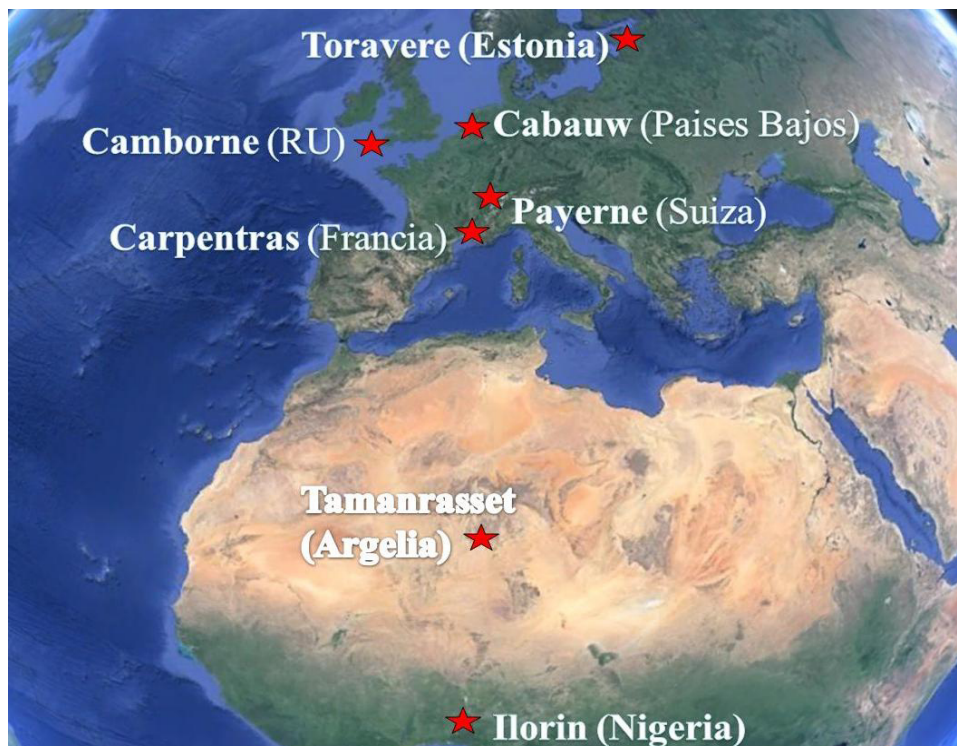 Toravere (Estonia)
Cabauw (Paises Bajos)
Camborne (RU)
Payerne (Suiza)
Carpentras (Francia)
Tamanrasset
(Argelia)
Ilorin (Nigeria)